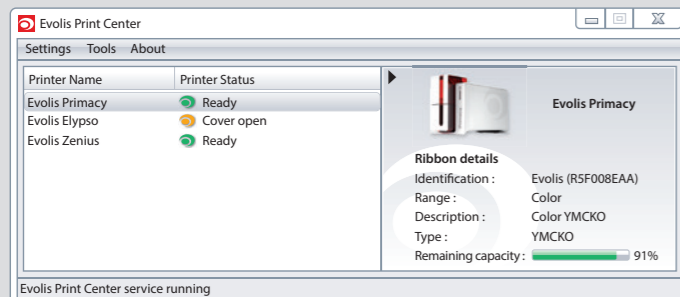 Evolis Print Center
Settings Tools About
Printer Name Printer Status
Evolis Primacy Ready
Evolis Elypso Cover open
Evolis Zenius Ready
Evolis Primacy
Ribbon details
Identification : Evolis (R5F008EAA)
Range : Color
Description : Color YMCKO
Type : YMCKO
Remaining capacity : 91%
Evolis Print Center service running